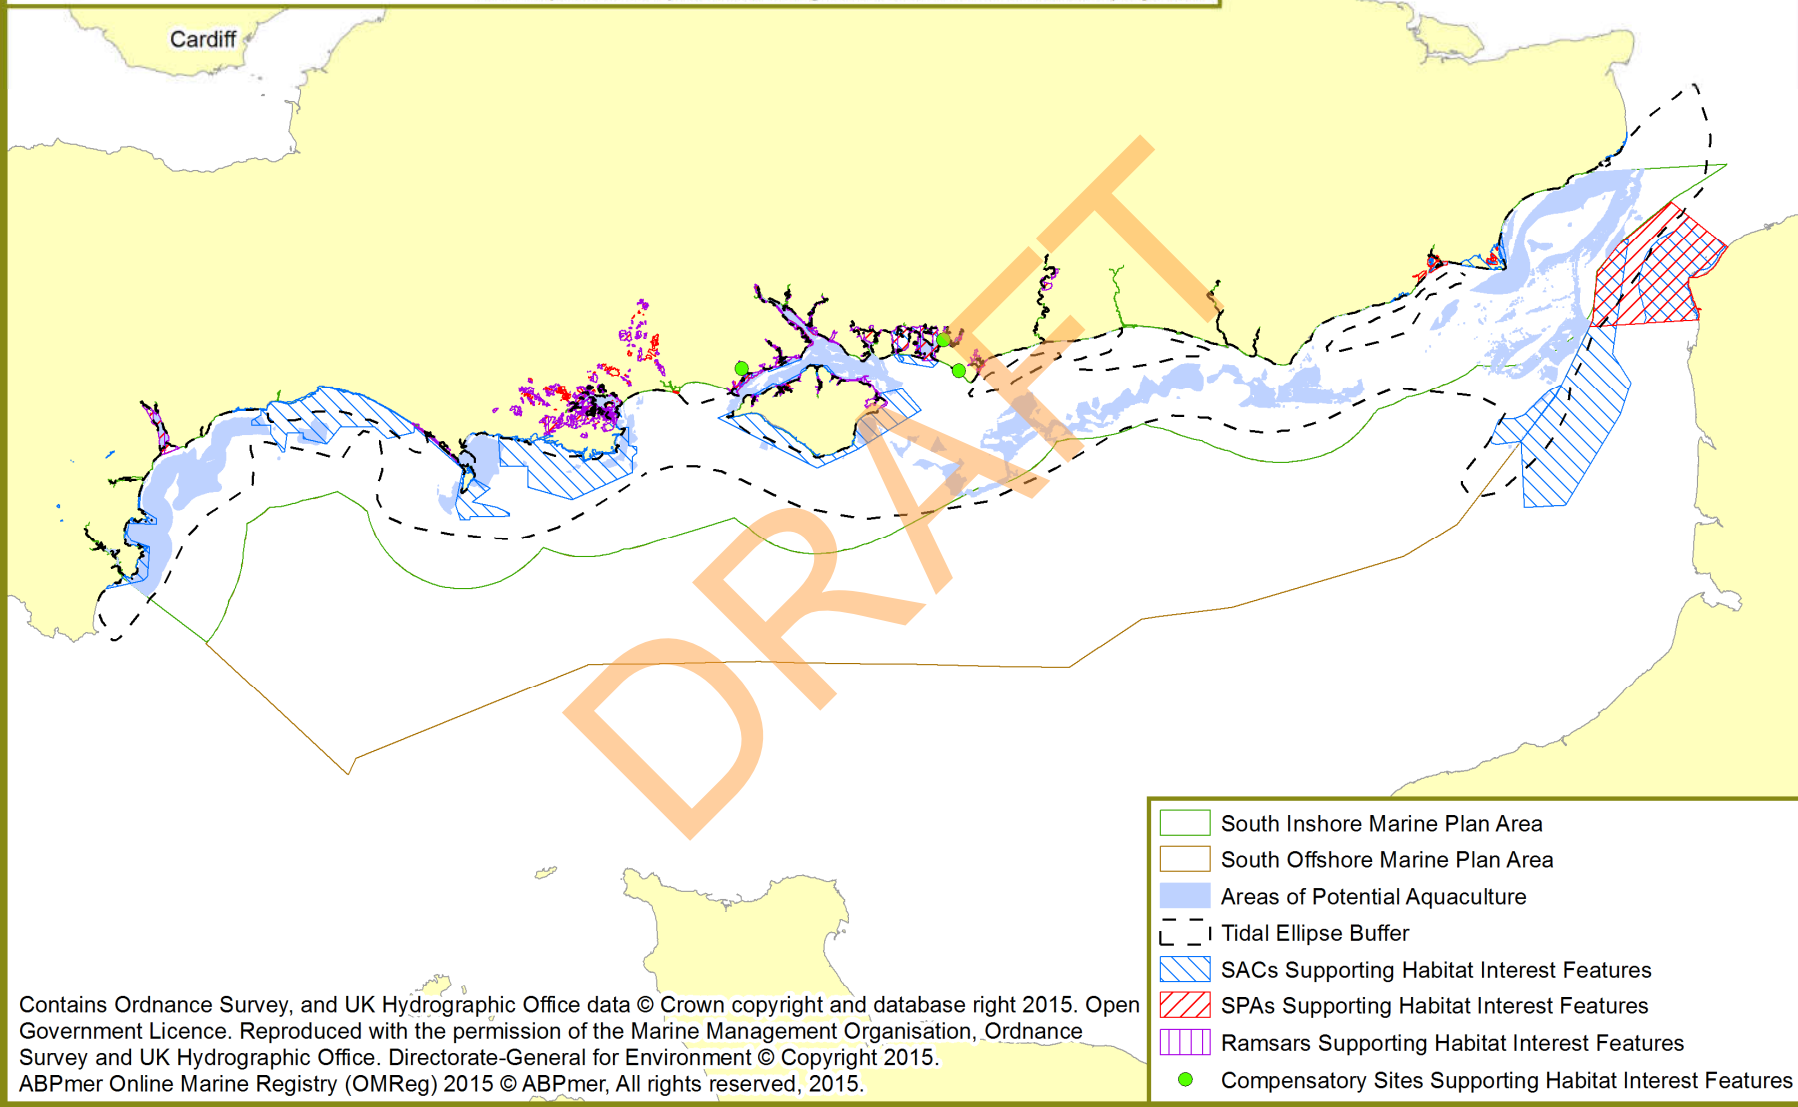 Cardiff
DRAFT
South Inshore Marine Plan Area
South Offshore Marine Plan Area
Areas of Potential Aquaculture
Tidal Ellipse Buffer
SACs Supporting Habitat Interest Features
SPAs Supporting Habitat Interest Features
Ramsars Supporting Habitat Interest Features
Compensatory Sites Supporting Habitat Interest Features
Contains Ordnance Survey, and UK Hydrographic Office data © Crown copyright and database right 2015. Open
Government Licence. Reproduced with the permission of the Marine Management Organisation, Ordnance
Survey and UK Hydrographic Office. Directorate-General for Environment © Copyright 2015.
ABPmer Online Marine Registry (OMReg) 2015 © ABPmer, All rights reserved, 2015.